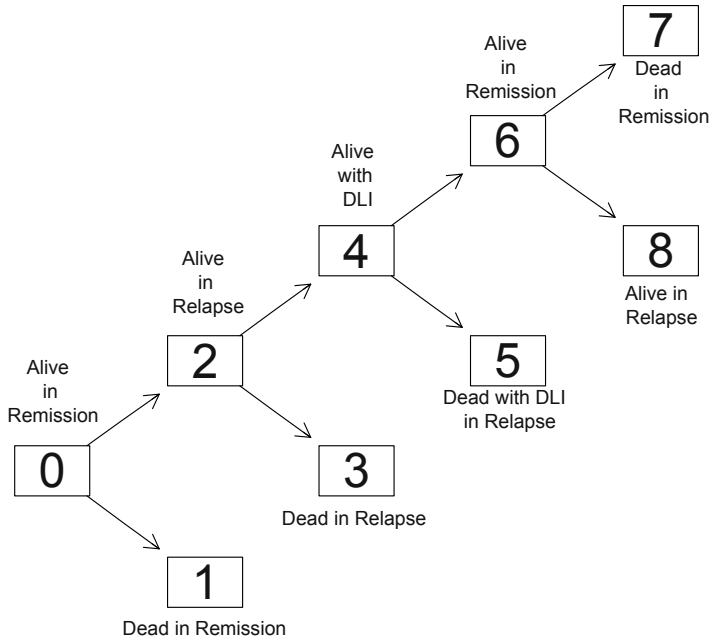 7
Dead
in
Remission
Alive
in
Remission
6
Alive
with
DLI
4
8
Alive in
Relapse
Alive
in
Relapse
2
5
Dead with DLI
in Relapse
Alive
in
Remission
0
3
Dead in Relapse
1
Dead in Remission